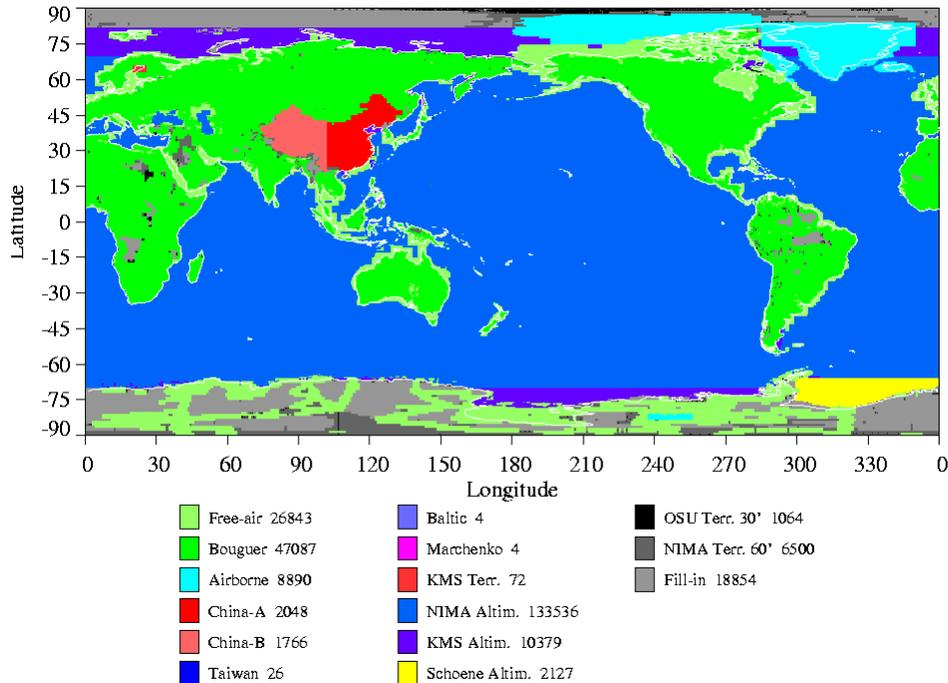 90
75
60
45
30
15
0
-15
-30
-45
-60
-75
-90
Latitude
0 30 60 90 120 150 180 210 240 270 300 330 0
Longitude
Free-air 26843
Bouguer 47087
Airborne 8890
China-A 2048
China-B 1766
Taiwan 26
Baltic 4
Marchenko 4
KMS Terr. 72
NIMA Altim. 133536
KMS Altim. 10379
Schoene Altim. 2127
OSU Terr. 30' 1064
NIMA Terr. 60' 6500
Fill-in 18854